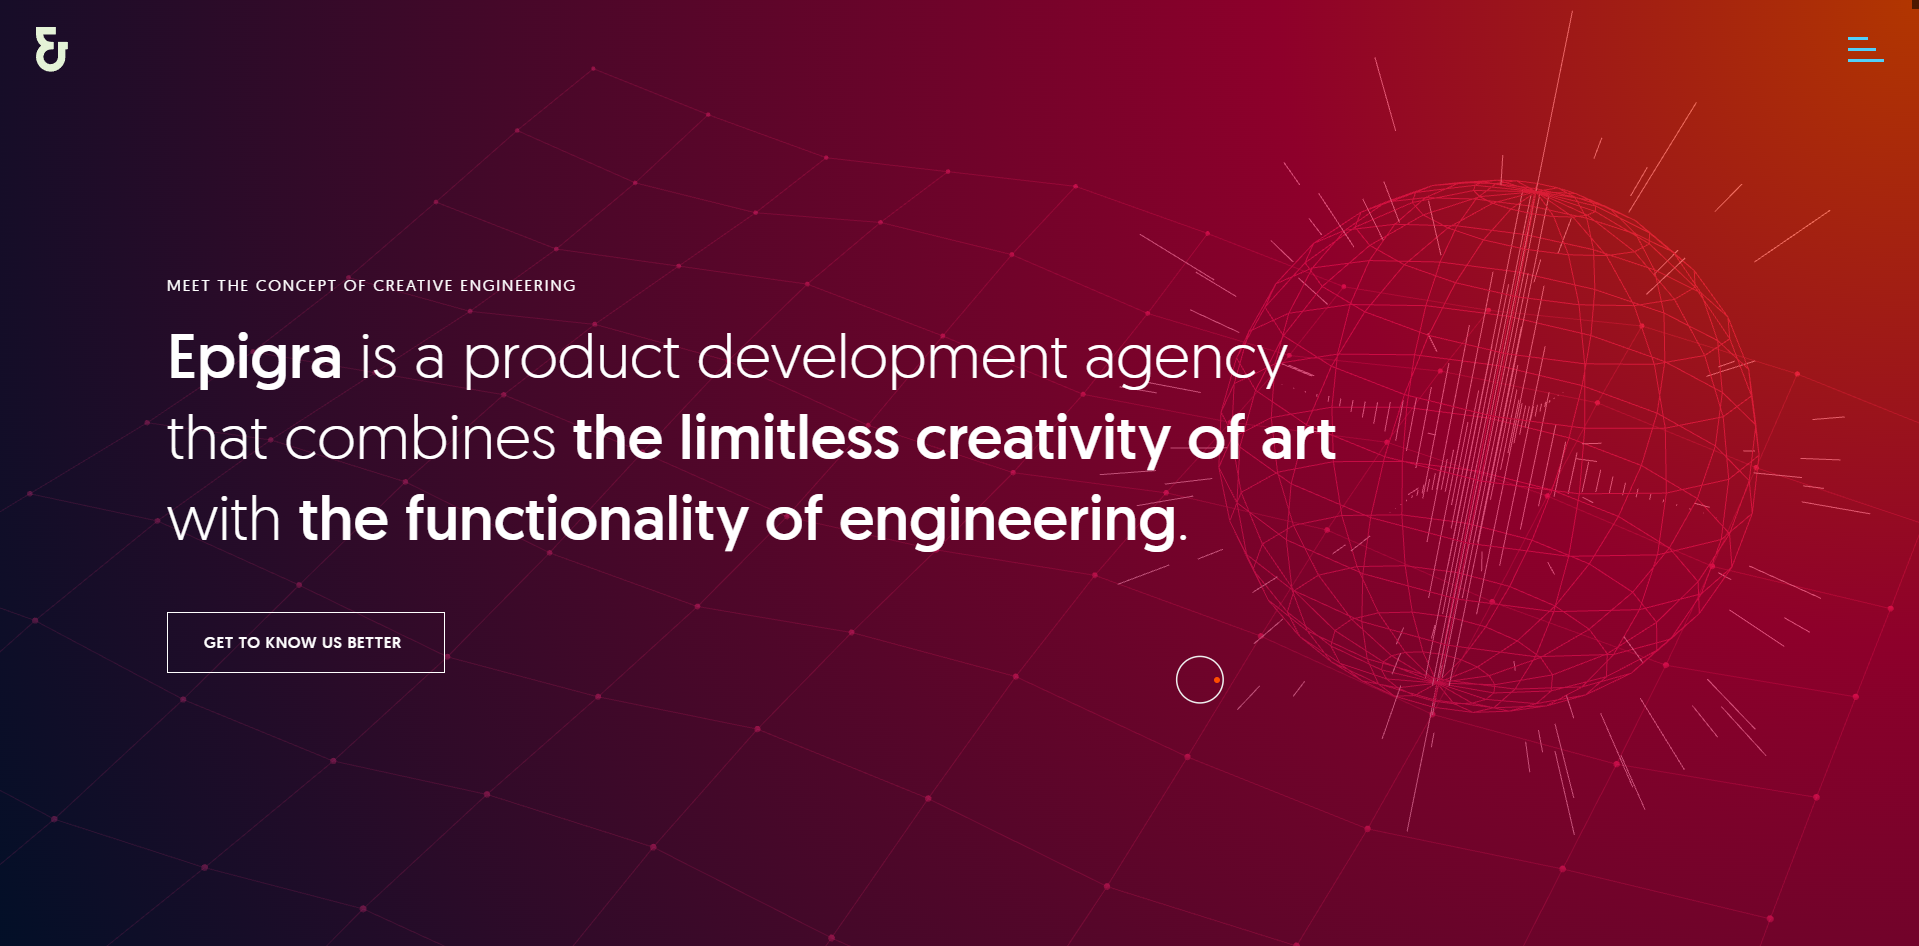 &
MEET THE CONCEPT OF CREATIVE ENGINEERING
Epigra is a product development agency
that combines the limitless creativity of art
with the functionality of engineering.
GET TO KNOW US BETTER